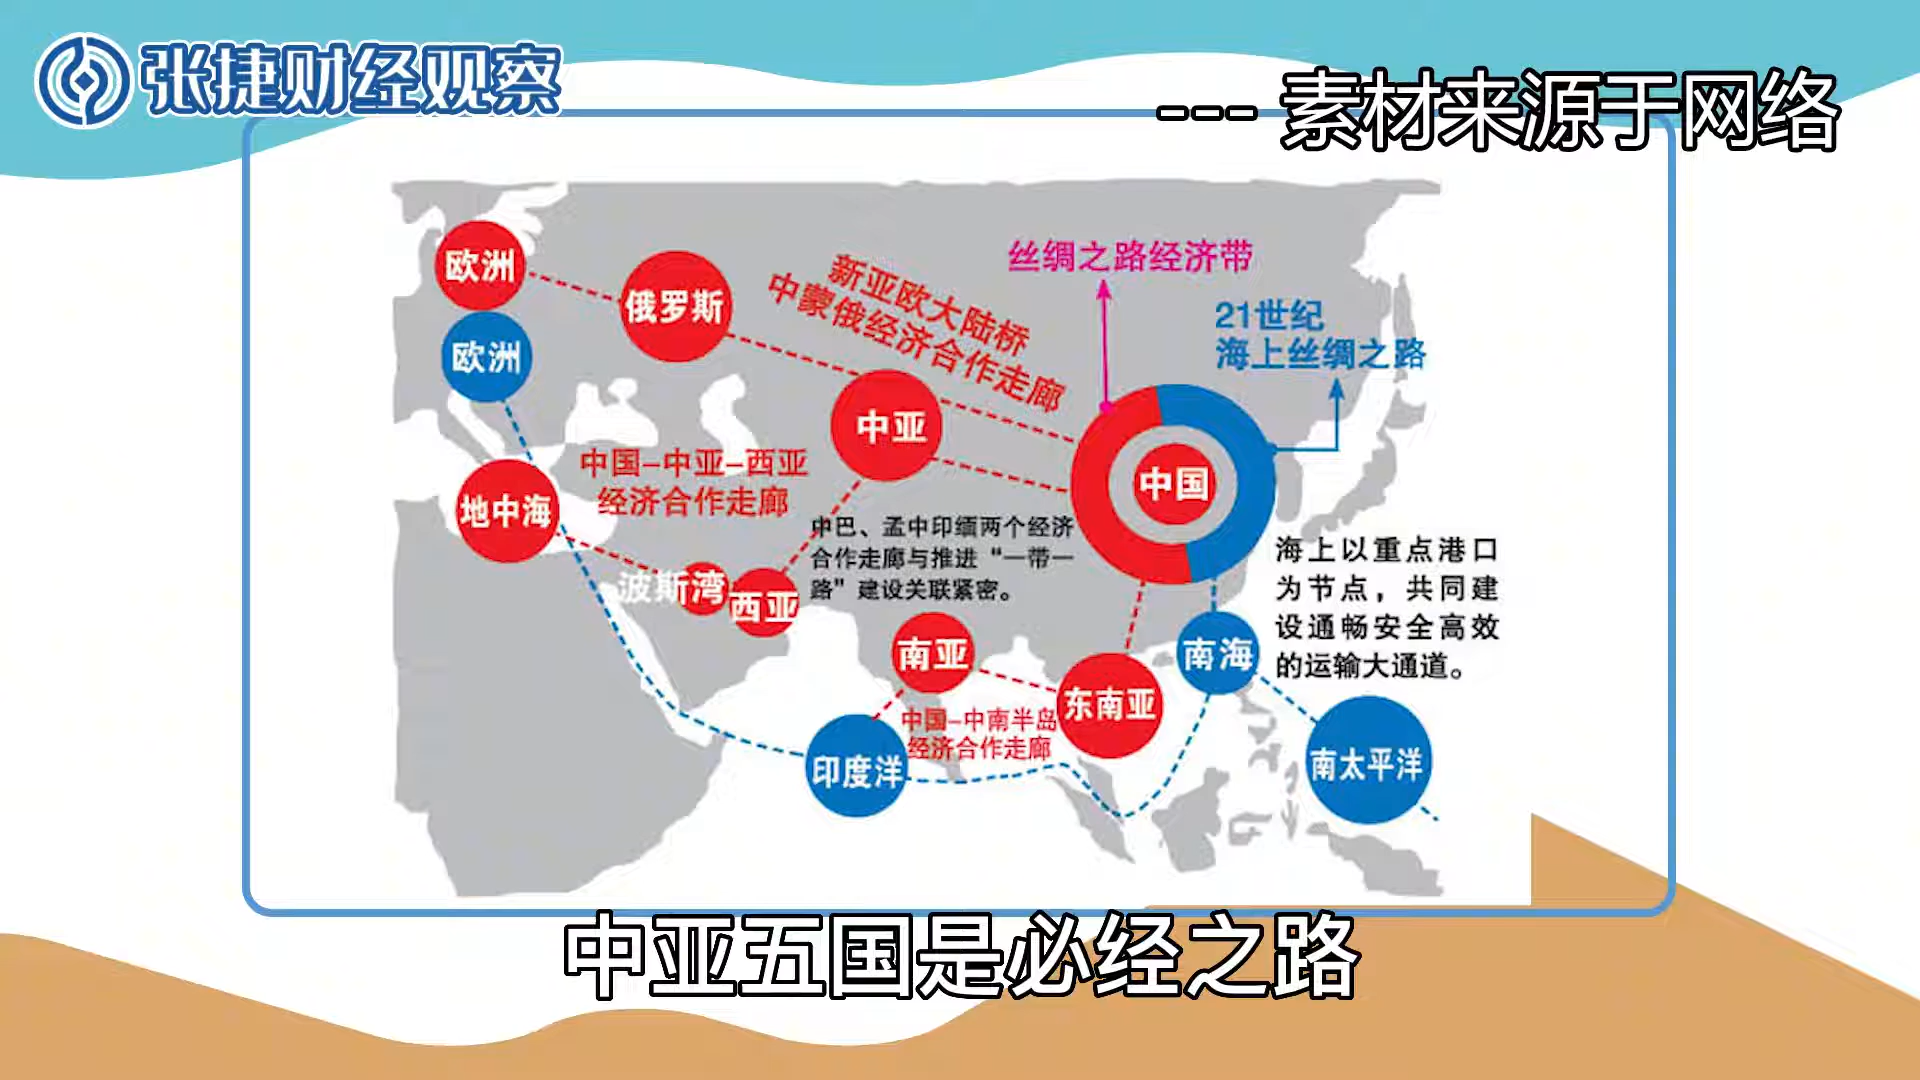 张捷财经观察
--- 素材来源于网络
丝绸之路经济带
欧洲
俄罗斯
新亚欧大陆桥
中蒙俄经济合作走廊
21世纪
海上丝绸之路
欧洲
中亚
中国-中亚-西亚
经济合作走廊
中国
地中海
中巴、孟中印缅两个经济
合作走廊与推进“一带一
路”建设关联紧密。
海上以重点港口
为节点，共同建
设通畅安全高效
的运输大通道。
波斯湾
西亚
南亚
南海
东南亚
中国-中南半岛
经济合作走廊
印度洋
南太平洋
中亚五国是必经之路